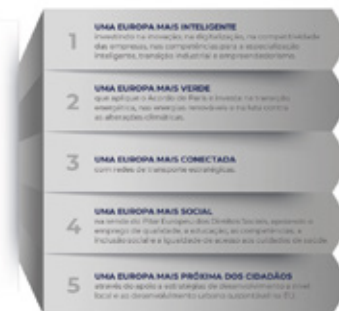 1
UMA EUROPA MAIS INTELIGENTE
investindo na inovação, na digitalização, na competitividade
das empresas, nas competências para a especialização
inteligente, transição industrial e empreendedorismo.
2
UMA EUROPA MAIS VERDE
que aplique o Acordo de Paris e invista na transição
energética, nas energias renováveis e na luta contra
as alterações climáticas.
3
UMA EUROPA MAIS CONECTADA
com redes de transporte estratégicas.
4
UMA EUROPA MAIS SOCIAL
na senda do Pilar Europeu dos Direitos Sociais, apoiando o
emprego de qualidade, a educação, as competências, a
inclusão social e a igualdade de acesso aos cuidados de saúde
5
UMA EUROPA MAIS PRÓXIMA DOS CIDADÃOS
através do apoio a estratégias de desenvolvimento a nível
local e ao desenvolvimento urbano sustentável na EU.